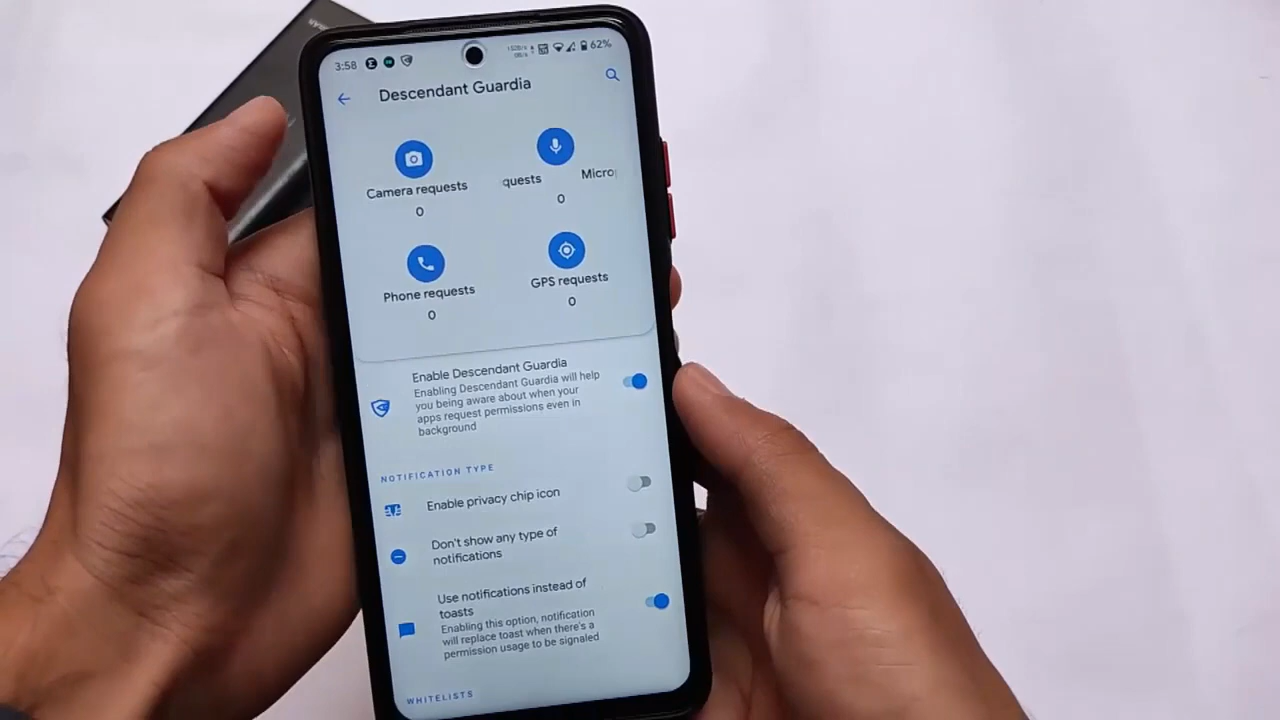 3:58
62%
Descendant Guardia
Camera requests
0
quests Micro
0
Phone requests
0
GPS requests
0
Enable Descendant Guardia
Enabling Descendant Guardia will help
you being aware about when your
apps request permissions even in
background
NOTIFICATION TYPE
Enable privacy chip icon
Don't show any type of
notifications
Use notifications instead of
toasts
Enabling this option, notification
will replace toast when there's a
permission usage to be signaled
WHITELISTS